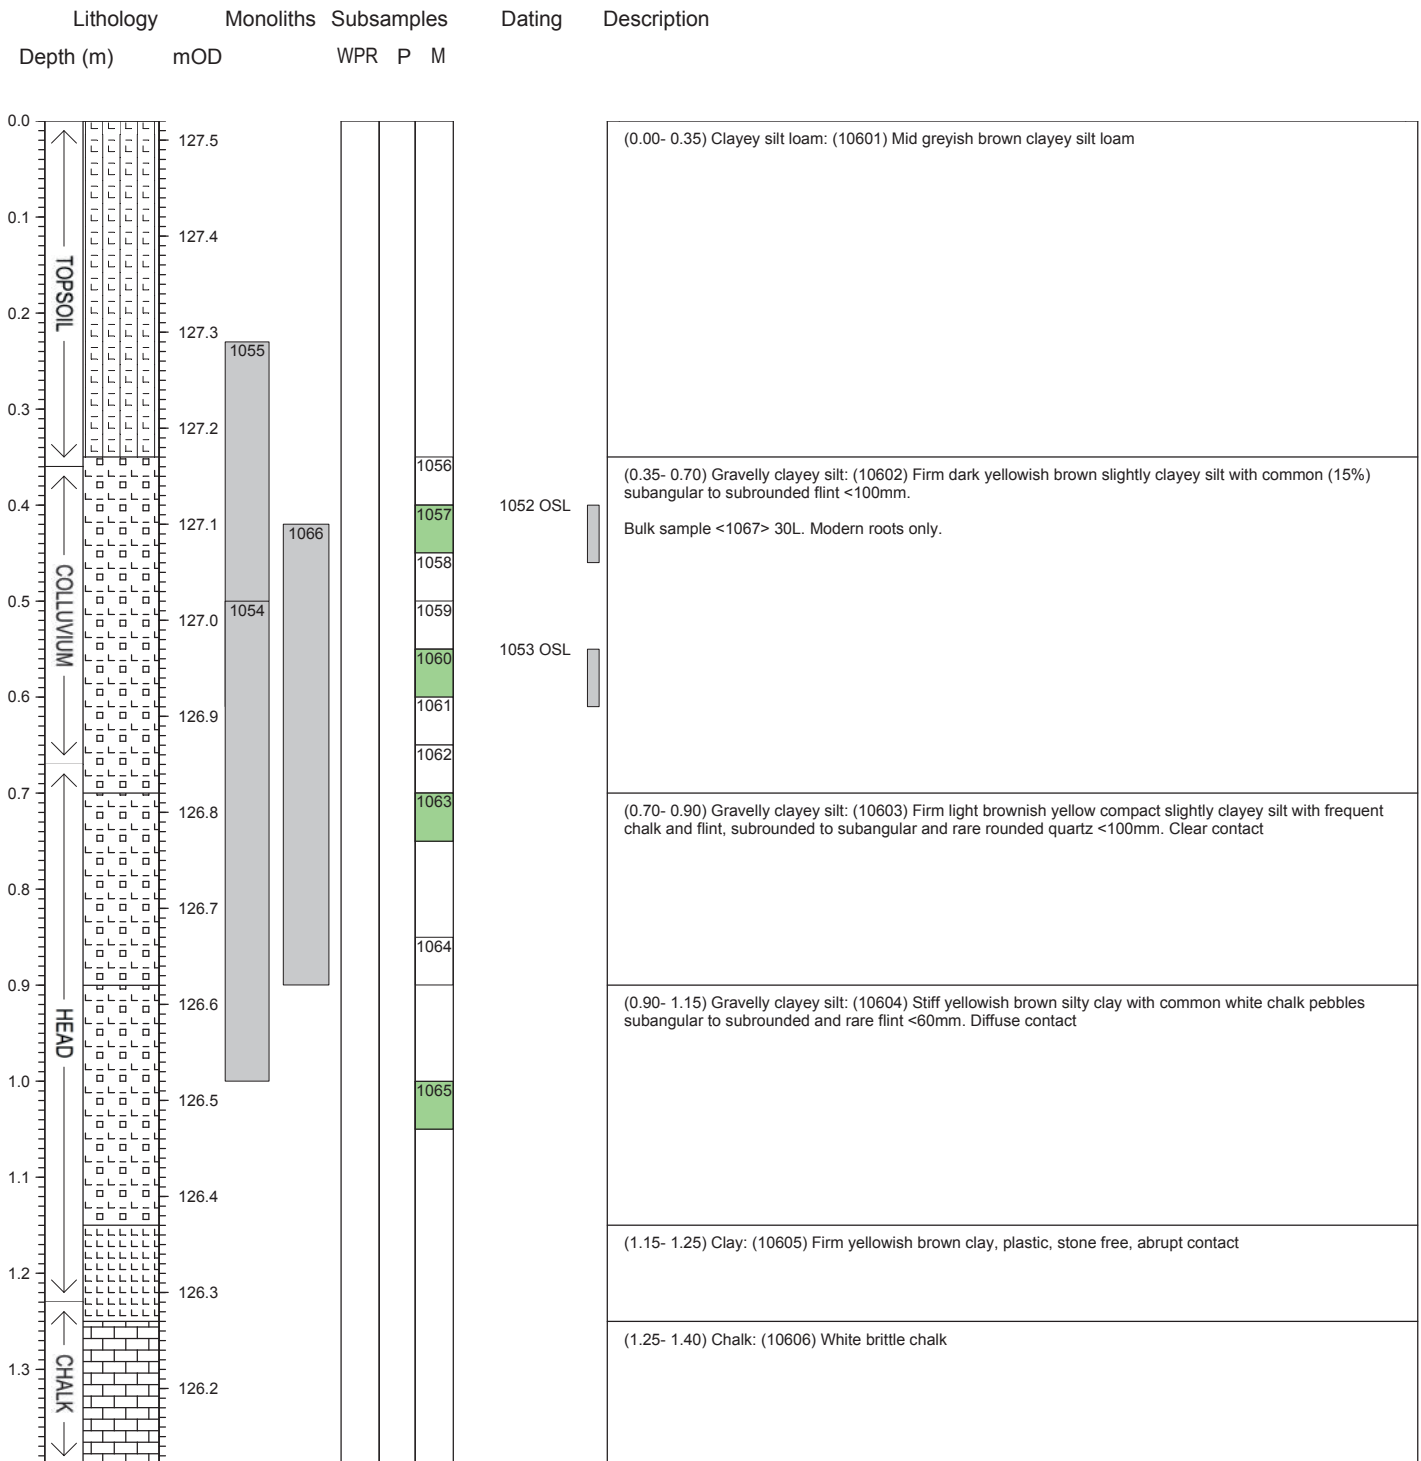 Lithology Monoliths Subsamples Dating Description
Depth (m) mOD WPR P M
0.0
127.5
(0.00- 0.35) Clayey silt loam: (10601) Mid greyish brown clayey silt loam
0.1
127.4
TOPSOIL
0.2
127.3
1055
0.3
127.2
1056
(0.35- 0.70) Gravelly clayey silt: (10602) Firm dark yellowish brown slightly clayey silt with common (15%)
subangular to subrounded flint <100mm.
0.4
1057
1052 OSL
127.1
1066
Bulk sample <1067> 30L. Modern roots only.
1058
COLLUVIUM
0.5
1054
1059
127.0
1060
1053 OSL
0.6
1061
126.9
1062
0.7
1063
126.8
(0.70- 0.90) Gravelly clayey silt: (10603) Firm light brownish yellow compact slightly clayey silt with frequent
chalk and flint, subrounded to subangular and rare rounded quartz <100mm. Clear contact
0.8
126.7
1064
0.9
126.6
(0.90- 1.15) Gravelly clayey silt: (10604) Stiff yellowish brown silty clay with common white chalk pebbles
subangular to subrounded and rare flint <60mm. Diffuse contact
HEAD
1.0
1065
126.5
1.1
126.4
(1.15- 1.25) Clay: (10605) Firm yellowish brown clay, plastic, stone free, abrupt contact
1.2
126.3
(1.25- 1.40) Chalk: (10606) White brittle chalk
1.3
CHALK
126.2